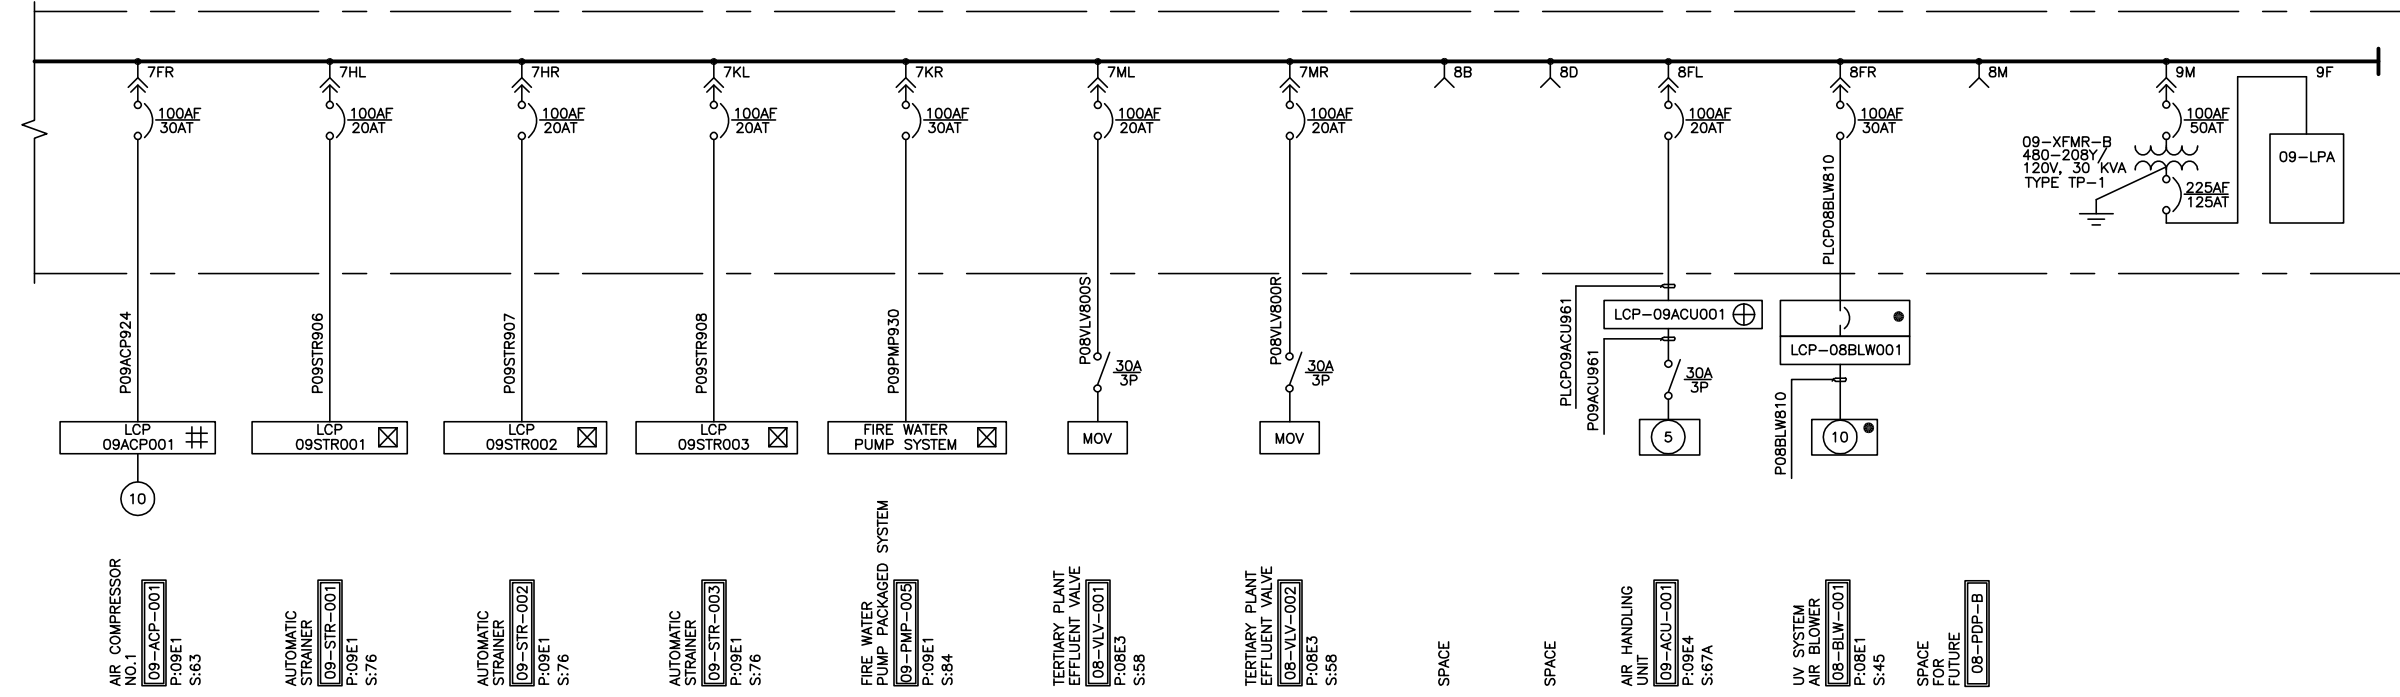 7FR
7HL
7HR
7KL
7KR
7ML
7MR
8B
8D
8FL
8FR
8M
9M
9F
100AF
30AT
100AF
20AT
100AF
20AT
100AF
20AT
100AF
30AT
100AF
20AT
100AF
20AT
100AF
20AT
100AF
30AT
100AF
50AT
09-XFMR-B
480-208Y/
120V, 30 KVA
TYPE TP-1
225AF
125AT
09-LPA
P09ACP924
P09STR906
P09STR907
P09STR908
P09PMP930
P08VLV800S
P08VLV800R
PLCP09ACU961
P09ACU961
PLCP08BLW810
P08BLW810
30A
3P
30A
3P
LCP-09ACU001
30A
3P
LCP-08BLW001
LCP
09ACP001
LCP
09STR001
LCP
09STR002
LCP
09STR003
FIRE WATER
PUMP SYSTEM
MOV
MOV
5
10
10
AIR COMPRESSOR
NO.1
09-ACP-001
P:09E1
S:63
AUTOMATIC
STRAINER
09-STR-001
P:09E1
S:76
AUTOMATIC
STRAINER
09-STR-002
P:09E1
S:76
AUTOMATIC
STRAINER
09-STR-003
P:09E1
S:76
FIRE WATER
PUMP PACKAGED SYSTEM
09-PMP-005
P:09E1
S:84
TERTIARY PLANT
EFFLUENT VALVE
08-VLV-001
P:08E3
S:58
TERTIARY PLANT
EFFLUENT VALVE
08-VLV-002
P:08E3
S:58
SPACE
SPACE
AIR HANDLING
UNIT
09-ACU-001
P:09E4
S:67A
UV SYSTEM
AIR BLOWER
08-BLW-001
P:08E1
S:45
SPACE
FOR
FUTURE
08-PDP-B